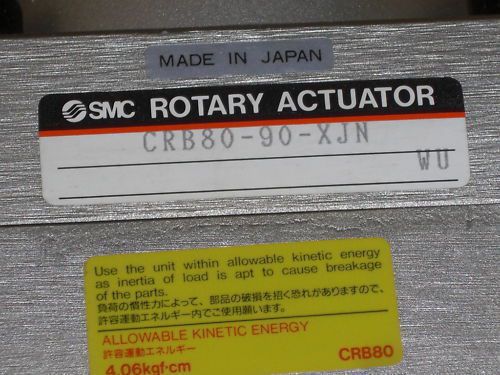 MADE IN JAPAN
SMC ROTARY ACTUATOR
CRB80-90-XJN
WU
Use the unit within allowable kinetic energy
as inertia of load is apt to cause breakage
of the parts.
負荷の慣性力によって、部品の破損を招く恐れがありますので、
許容運動エネルギー内でご使用願います。
ALLOWABLE KINETIC ENERGY
許容運動エネルギー
4.06kgf·cm
CRB80